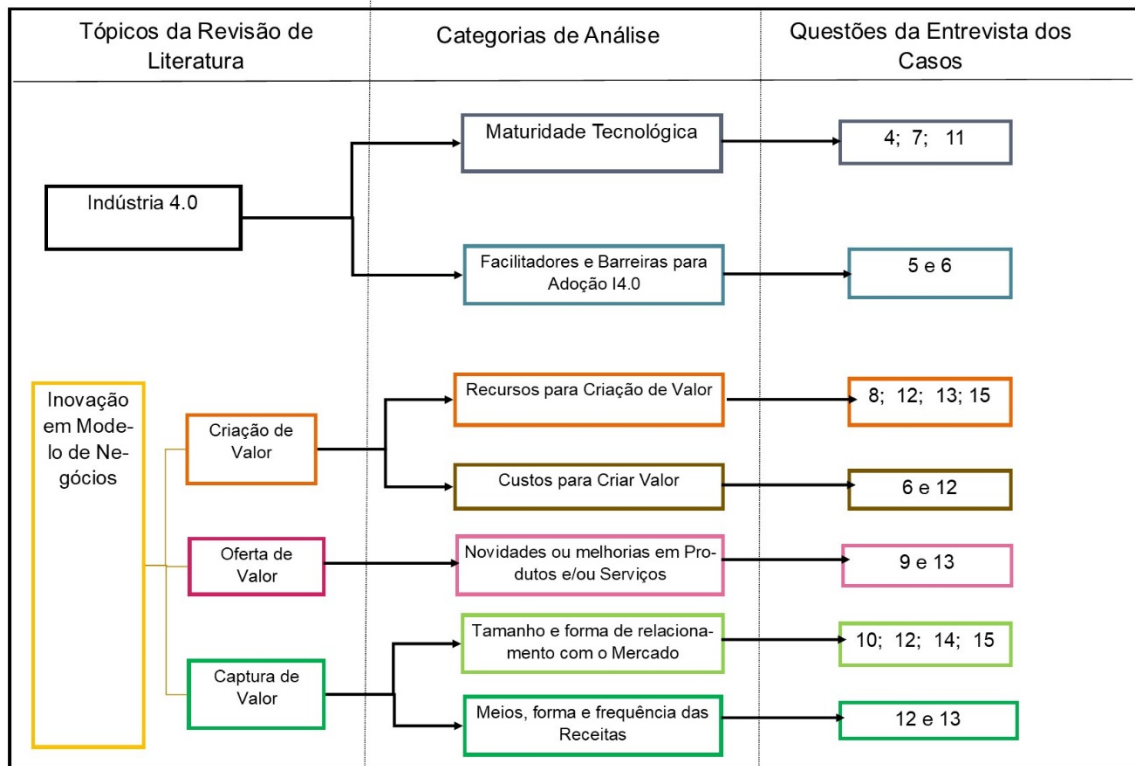 Tópicos da Revisão de
Literatura
Categorias de Análise
Questões da Entrevista dos
Casos
Indústria 4.0
Maturidade Tecnológica
4; 7; 11
Facilitadores e Barreiras para
Adoção I4.0
5 e 6
Inovação
em Mode-
lo de Ne-
gócios
Criação de
Valor
Recursos para Criação de Valor
8; 12; 13; 15
Custos para Criar Valor
6 e 12
Oferta de
Valor
Novidades ou melhorias em Pro-
dutos e/ou Serviços
9 e 13
Captura de
Valor
Tamanho e forma de relaciona-
mento com o Mercado
10; 12; 14; 15
Meios, forma e frequência das
Receitas
12 e 13